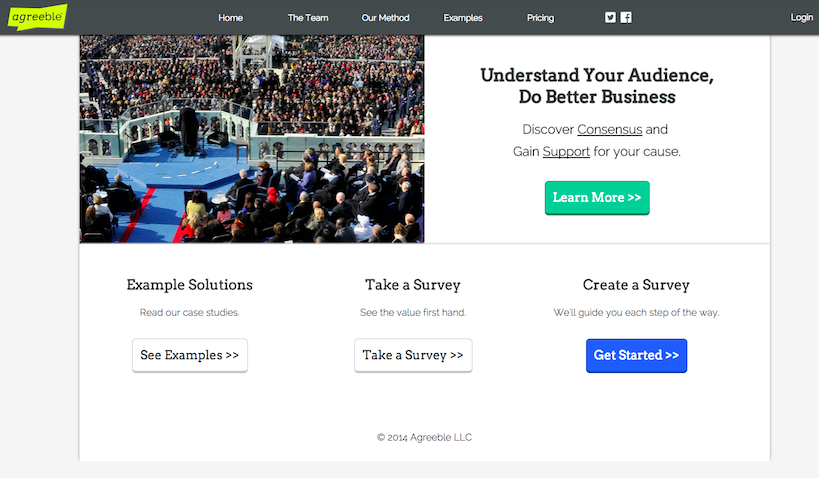 agreeble
Home The Team Our Method Examples Pricing Login
Understand Your Audience,
Do Better Business
Discover Consensus and
Gain Support for your cause.
Learn More >>
Example Solutions
Read our case studies.
See Examples >>
Take a Survey
See the value first hand.
Take a Survey >>
Create a Survey
We'll guide you each step of the way.
Get Started >>
© 2014 Agreeble LLC